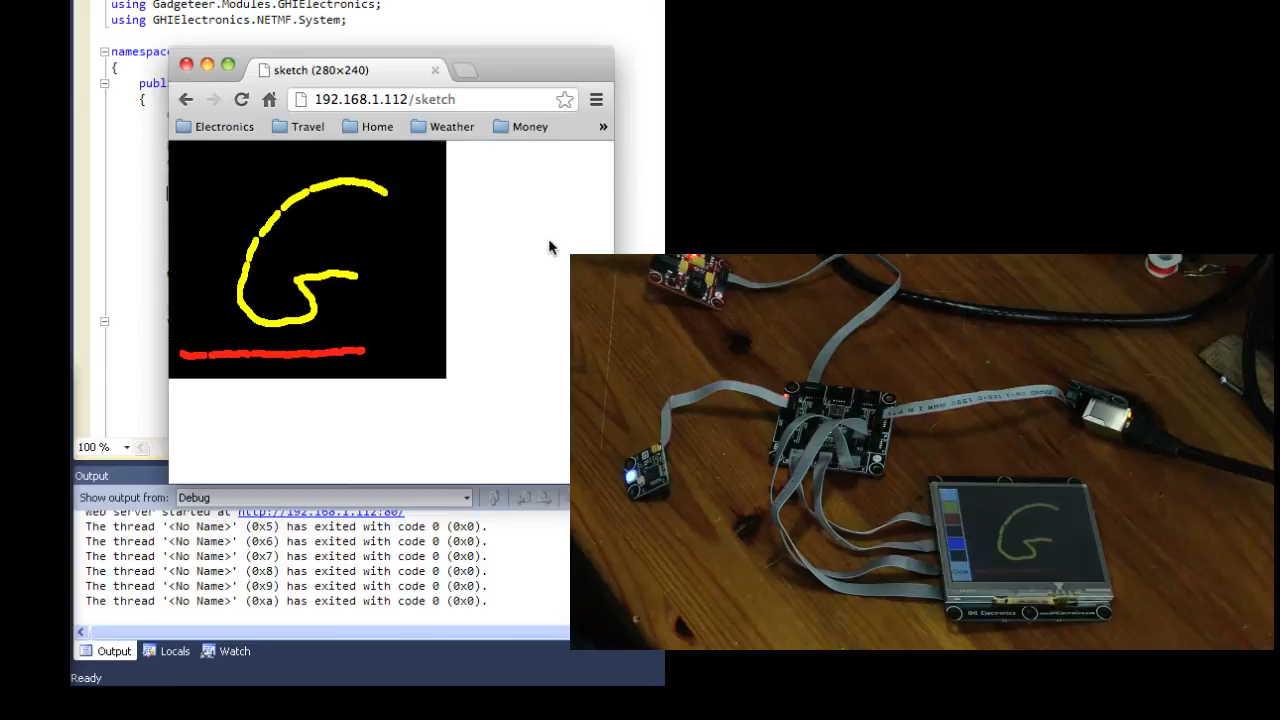 using Gadgeteer.Modules.GHIElectronics;
using GHIElectronics.NETMF.System;
namespac
{
publ
{
sketch (280×240)
192.168.1.112/sketch
Electronics
Travel
Home
Weather
Money
»
G
100 %
Output
Show output from:
Debug
Web server started at http://192.168.1.112:80/
The thread '<No Name>' (0x5) has exited with code 0 (0x0).
The thread '<No Name>' (0x6) has exited with code 0 (0x0).
The thread '<No Name>' (0x7) has exited with code 0 (0x0).
The thread '<No Name>' (0x8) has exited with code 0 (0x0).
The thread '<No Name>' (0x9) has exited with code 0 (0x0).
The thread '<No Name>' (0xa) has exited with code 0 (0x0).
Output
Locals
Watch
Ready
G
GHI Electronics
www.GHIElectronics.com